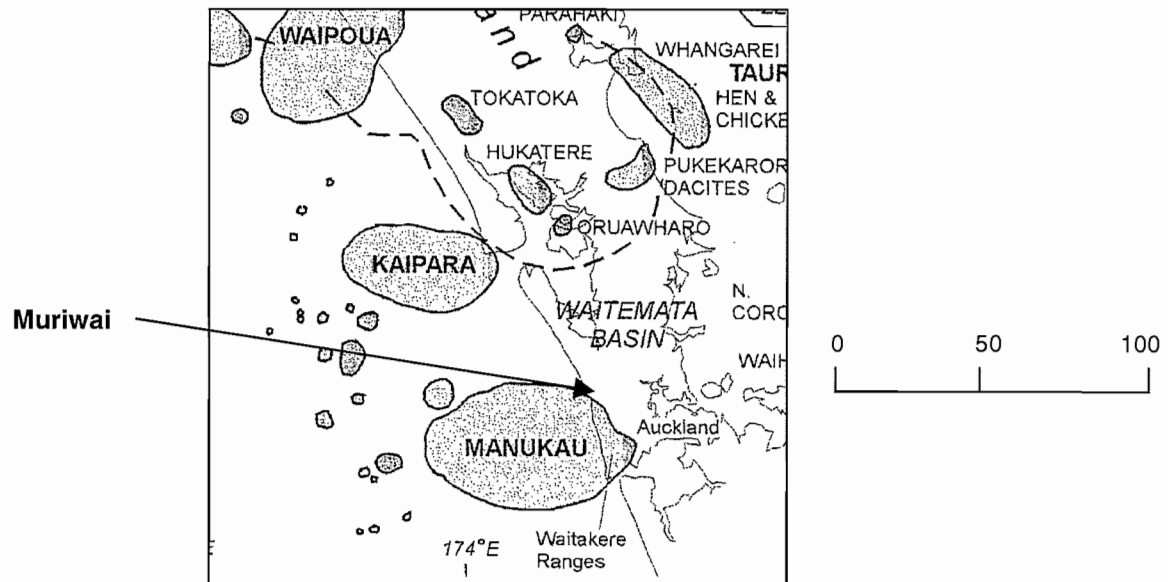 and
PARAHAKI
WAIPOUA
WHANGAREI
TAUR
TOKATOKA
HEN &
CHICKE
HUKATERE
PUKEKAROR
DACITES
ORUAWHARO
KAIPARA
WAITEMATA
BASIN
N.
CORO
Muriwai
0 50 100
WAIH
Auckland
MANUKAU
Waitakere
Ranges
174°E
E